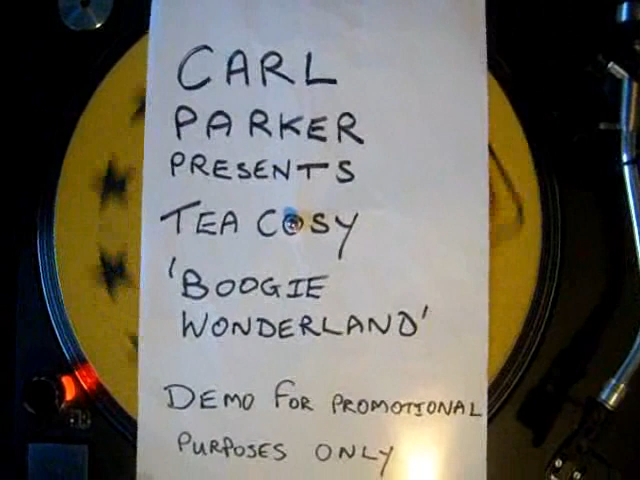 CARL
PARKER
PRESENTS
TEA COSY
'BOOGIE
WONDERLAND'
DEMO FOR PROMOTIONAL
PURPOSES ONLY